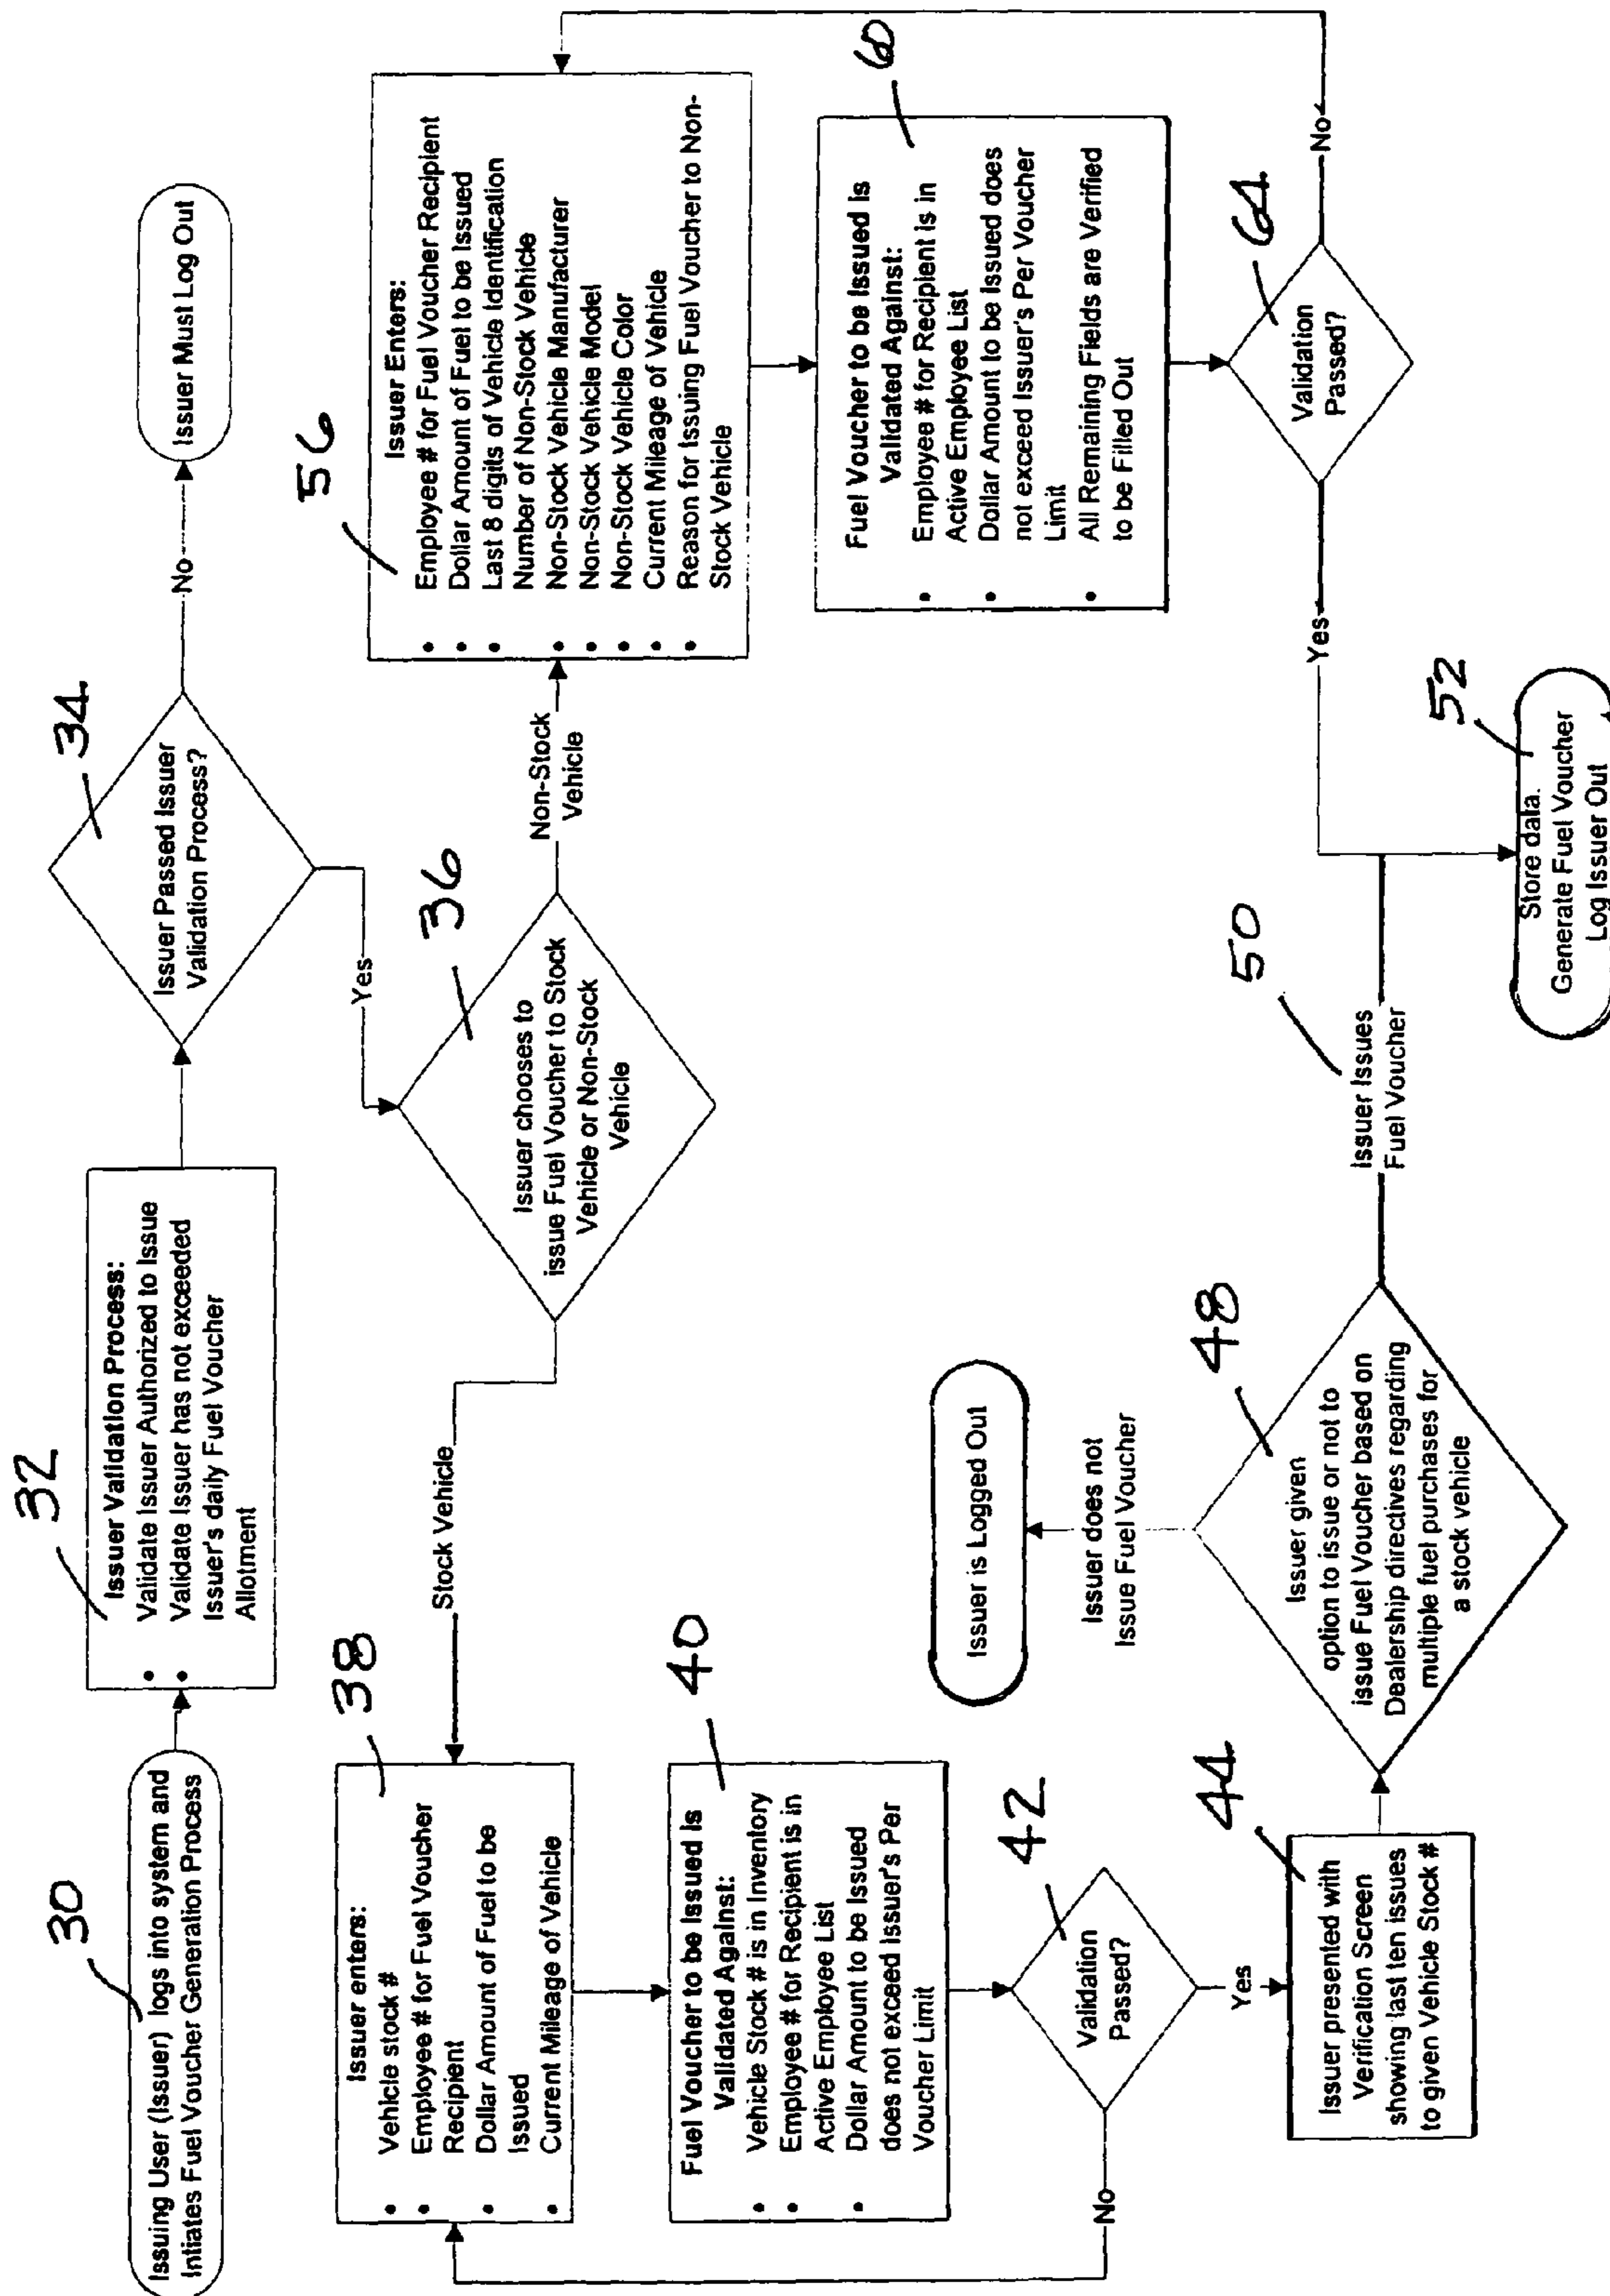 30
Issuing User (Issuer) logs into system and
Intiates Fuel Voucher Generation Process
32
Issuer Validation Process:
• Validate Issuer Authorized to Issue
• Validate Issuer has not exceeded
Issuer's daily Fuel Voucher
Allotment
34
Issuer Passed Issuer
Validation Process?
No
Issuer Must Log Out
Yes
36
Issuer chooses to
issue Fuel Voucher to Stock
Vehicle or Non-Stock
Vehicle
Stock Vehicle
Non-Stock
Vehicle
38
Issuer enters:
• Vehicle stock #
• Employee # for Fuel Voucher
Recipient
• Dollar Amount of Fuel to be
Issued
• Current Mileage of Vehicle
40
Fuel Voucher to be Issued is
Validated Against:
• Vehicle Stock # is in Inventory
• Employee # for Recipient is in
Active Employee List
• Dollar Amount to be Issued
does not exceed Issuer's Per
Voucher Limit
42
Validation
Passed?
No
Yes
44
Issuer presented with
Verification Screen
showing last ten issues
to given Vehicle Stock #
48
Issuer given
option to issue or not to
issue Fuel Voucher based on
Dealership directives regarding
multiple fuel purchases for
a stock vehicle
Issuer does not
Issue Fuel Voucher
Issuer is Logged Out
50
Issuer Issues
Fuel Voucher
52
Store data.
Generate Fuel Voucher
Log Issuer Out
56
Issuer Enters:
• Employee # for Fuel Voucher Recipient
• Dollar Amount of Fuel to be Issued
• Last 8 digits of Vehicle Identification
Number of Non-Stock Vehicle
• Non-Stock Vehicle Manufacturer
• Non-Stock Vehicle Model
• Non-Stock Vehicle Color
• Current Mileage of Vehicle
• Reason for Issuing Fuel Voucher to Non-
Stock Vehicle
60
Fuel Voucher to be Issued is
Validated Against:
• Employee # for Recipient is in
Active Employee List
• Dollar Amount to be Issued does
not exceed Issuer's Per Voucher
Limit
• All Remaining Fields are Verified
to be Filled Out
64
Validation
Passed?
Yes
No